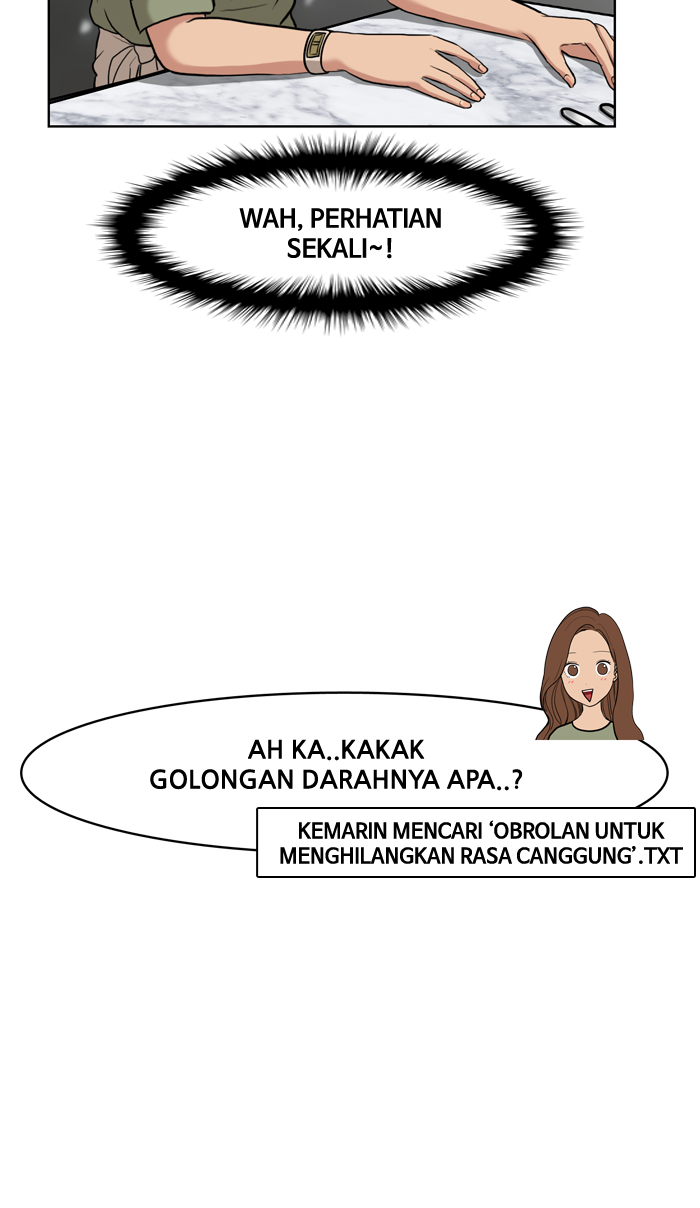 WAH, PERHATIAN
SEKALI~!
AH KA..KAKAK
GOLONGAN DARAHNYA APA..?
KEMARIN MENCARI ‘OBROLAN UNTUK
MENGHILANGKAN RASA CANGGUNG’.TXT